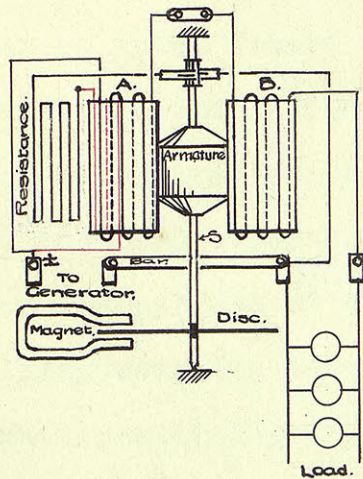 A.
B.
Resistance.
Armature
S
Bar.
±
To
Generator.
Magnet.
Disc.
Load.